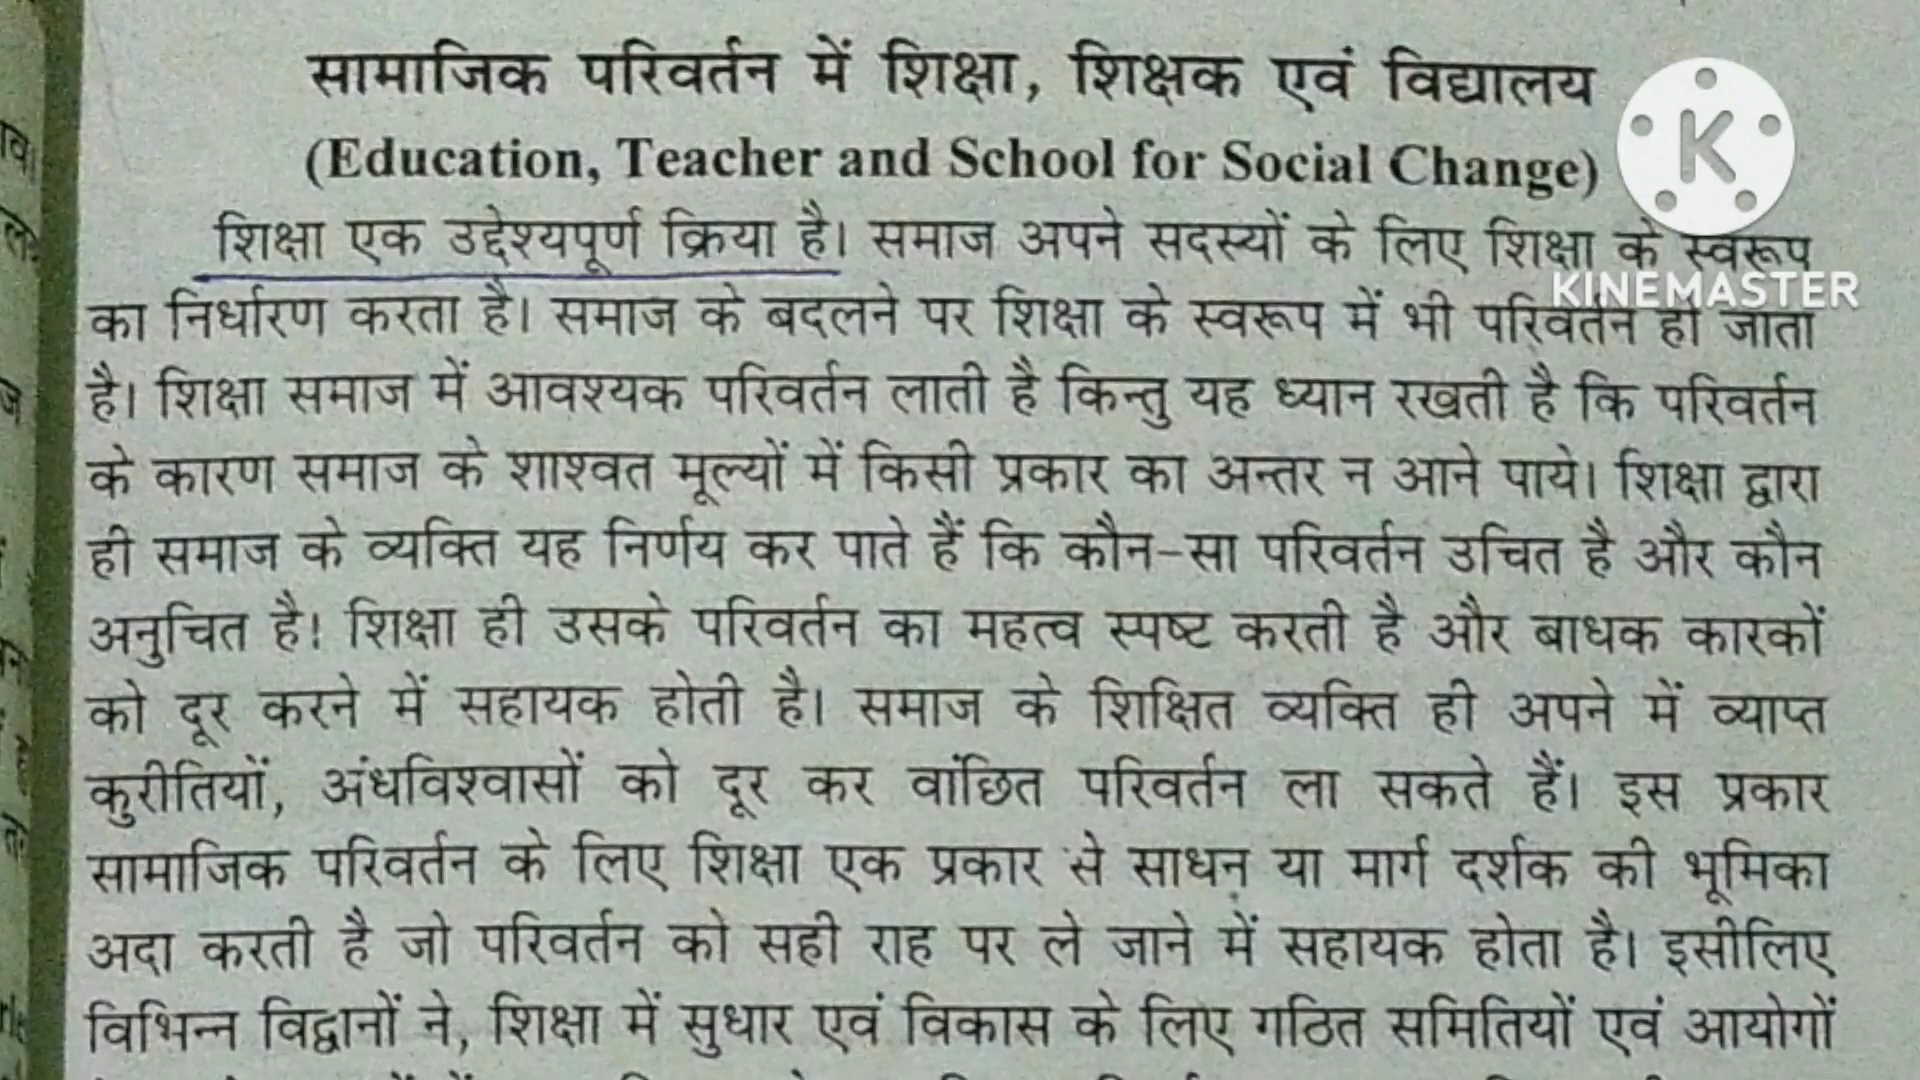 सामाजिक परिवर्तन में शिक्षा, शिक्षक एवं विद्यालय
(Education, Teacher and School for Social Change)
शिक्षा एक उद्देश्यपूर्ण क्रिया है। समाज अपने सदस्यों के लिए शिक्षा के स्वरूप
KINEMASTER
का निर्धारण करता है। समाज के बदलने पर शिक्षा के स्वरूप में भी परिवर्तन हो जाता
है। शिक्षा समाज में आवश्यक परिवर्तन लाती है किन्तु यह ध्यान रखती है कि परिवर्तन
के कारण समाज के शाश्वत मूल्यों में किसी प्रकार का अन्तर न आने पाये। शिक्षा द्वारा
ही समाज के व्यक्ति यह निर्णय कर पाते हैं कि कौन-सा परिवर्तन उचित है और कौन
अनुचित है। शिक्षा ही उसके परिवर्तन का महत्व स्पष्ट करती है और बाधक कारकों
को दूर करने में सहायक होती है। समाज के शिक्षित व्यक्ति ही अपने में व्याप्त
कुरीतियों, अंधविश्वासों को दूर कर वांछित परिवर्तन ला सकते हैं। इस प्रकार
सामाजिक परिवर्तन के लिए शिक्षा एक प्रकार से साधन या मार्ग दर्शक की भूमिका
अदा करती है जो परिवर्तन को सही राह पर ले जाने में सहायक होता है। इसीलिए
विभिन्न विद्वानों ने, शिक्षा में सुधार एवं विकास के लिए गठित समितियों एवं आयोगों